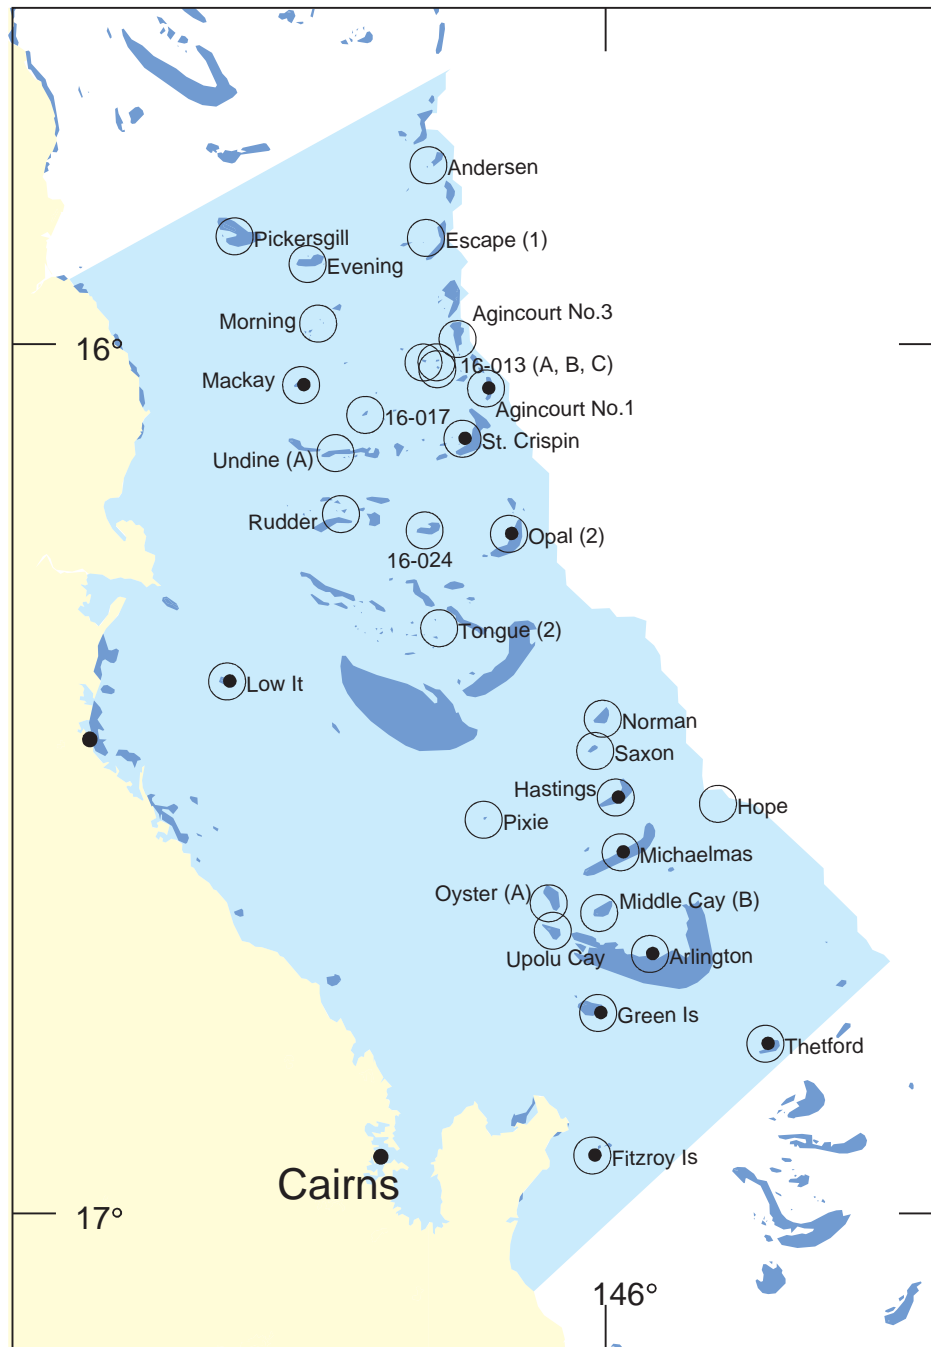 Andersen
Pickersgill
Escape (1)
Evening
Agincourt No.3
Morning
16°
16-013 (A, B, C)
Mackay
Agincourt No.1
16-017
St. Crispin
Undine (A)
Rudder
Opal (2)
16-024
Tongue (2)
Low It
Norman
Saxon
Hastings
Hope
Pixie
Michaelmas
Oyster (A)
Middle Cay (B)
Upolu Cay
Arlington
Green Is
Thetford
Fitzroy Is
Cairns
17°
146°